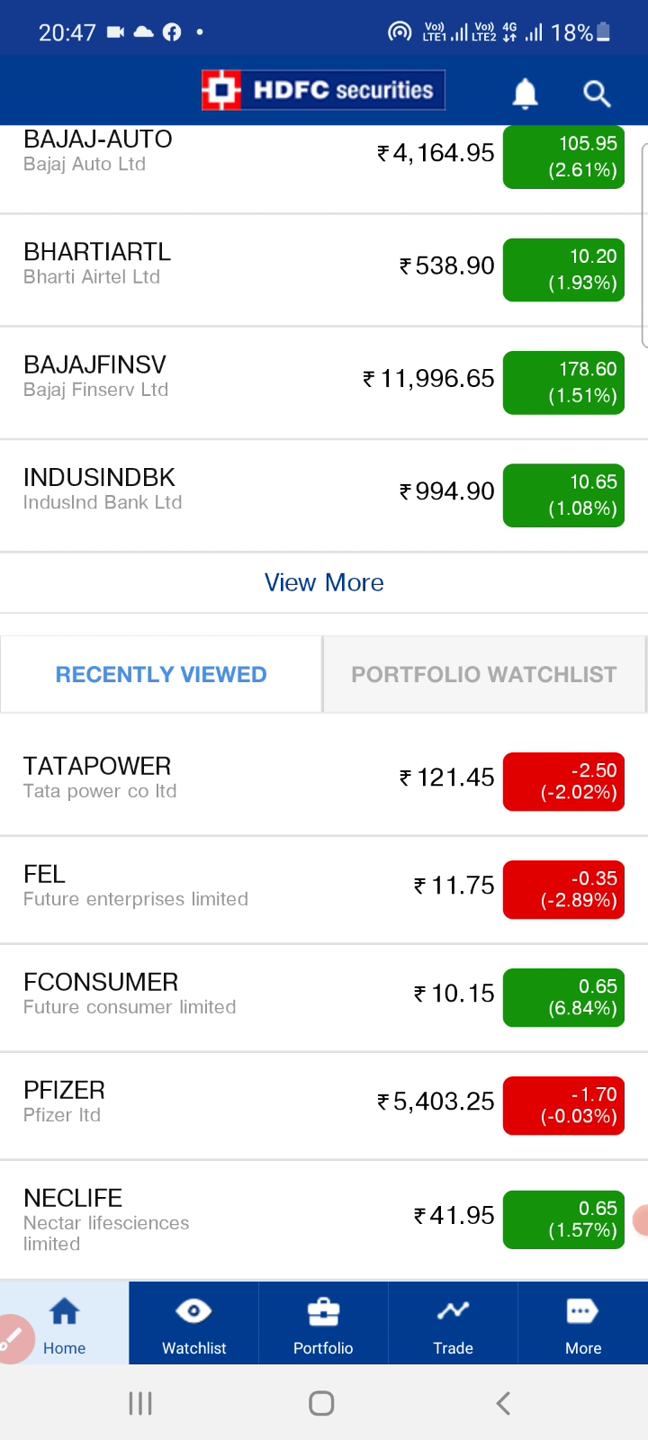 20:47
Vo) LTE1 Vo) LTE2 4G 18%
HDFC securities
BAJAJ-AUTO
Bajaj Auto Ltd
₹4,164.95
105.95
(2.61%)
BHARTIARTL
Bharti Airtel Ltd
₹538.90
10.20
(1.93%)
BAJAJFINSV
Bajaj Finserv Ltd
₹11,996.65
178.60
(1.51%)
INDUSINDBK
IndusInd Bank Ltd
₹994.90
10.65
(1.08%)
View More
RECENTLY VIEWED
PORTFOLIO WATCHLIST
TATAPOWER
Tata power co ltd
₹121.45
-2.50
(-2.02%)
FEL
Future enterprises limited
₹11.75
-0.35
(-2.89%)
FCONSUMER
Future consumer limited
₹10.15
0.65
(6.84%)
PFIZER
Pfizer ltd
₹5,403.25
-1.70
(-0.03%)
NECLIFE
Nectar lifesciences
limited
₹41.95
0.65
(1.57%)
Home
Watchlist
Portfolio
Trade
More